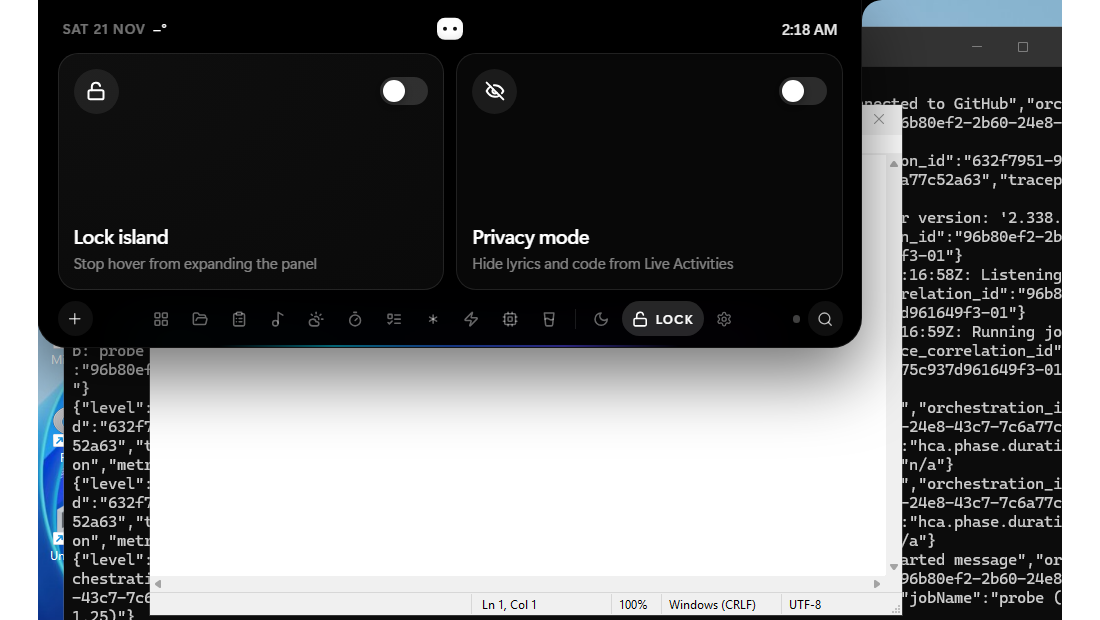 SAT 21 NOV –°
2:18 AM
Lock island
Stop hover from expanding the panel
Privacy mode
Hide lyrics and code from Live Activities
LOCK
nected to GitHub","orc
6b80ef2-2b60-24e8-
on_id":"632f7951-9
a77c52a63","tracep
r version: '2.338.
n_id":"96b80ef2-2b
f3-01"}
:16:58Z: Listening
relation_id":"96b8
d961649f3-01"}
16:59Z: Running jo
b: probe
ce_correlation_id"
:"96b80ef
75c937d961649f3-01
"}
{"level":
","orchestration_i
d":"632f7
-24e8-43c7-7c6a77c
52a63","t
:"hca.phase.durati
on","metr
"n/a"}
{"level":
","orchestration_i
d":"632f7
-24e8-43c7-7c6a77c
52a63","t
:"hca.phase.durati
on","metr
/a"}
{"level":
arted message","or
chestrati
96b80ef2-2b60-24e8
-43c7-7c6
"jobName":"probe (
1.25)"}
Ln 1, Col 1
100%
Windows (CRLF)
UTF-8